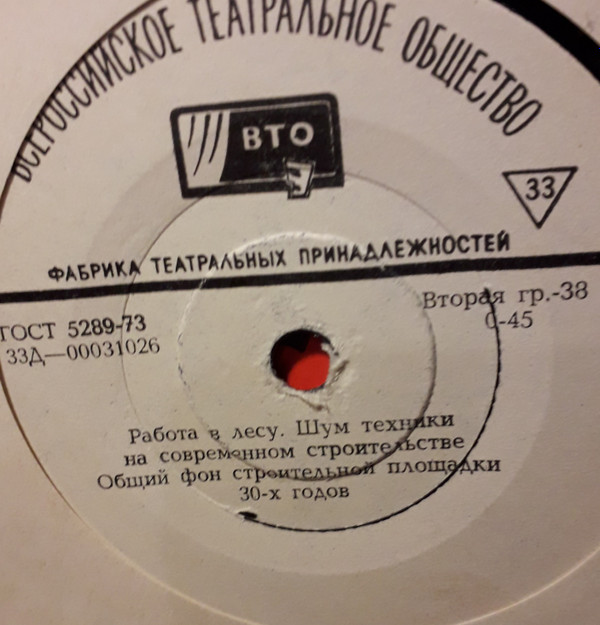 ВСЕРОССИЙСКОЕ ТЕАТРАЛЬНОЕ ОБЩЕСТВО
ВТО
33
ФАБРИКА ТЕАТРАЛЬНЫХ ПРИНАДЛЕЖНОСТЕЙ
ГОСТ 5289-73
33Д—00031026
Вторая гр.-38
0-45
Работа в лесу. Шум техники
на современном строительстве
Общий фон строительной площадки
30-х годов